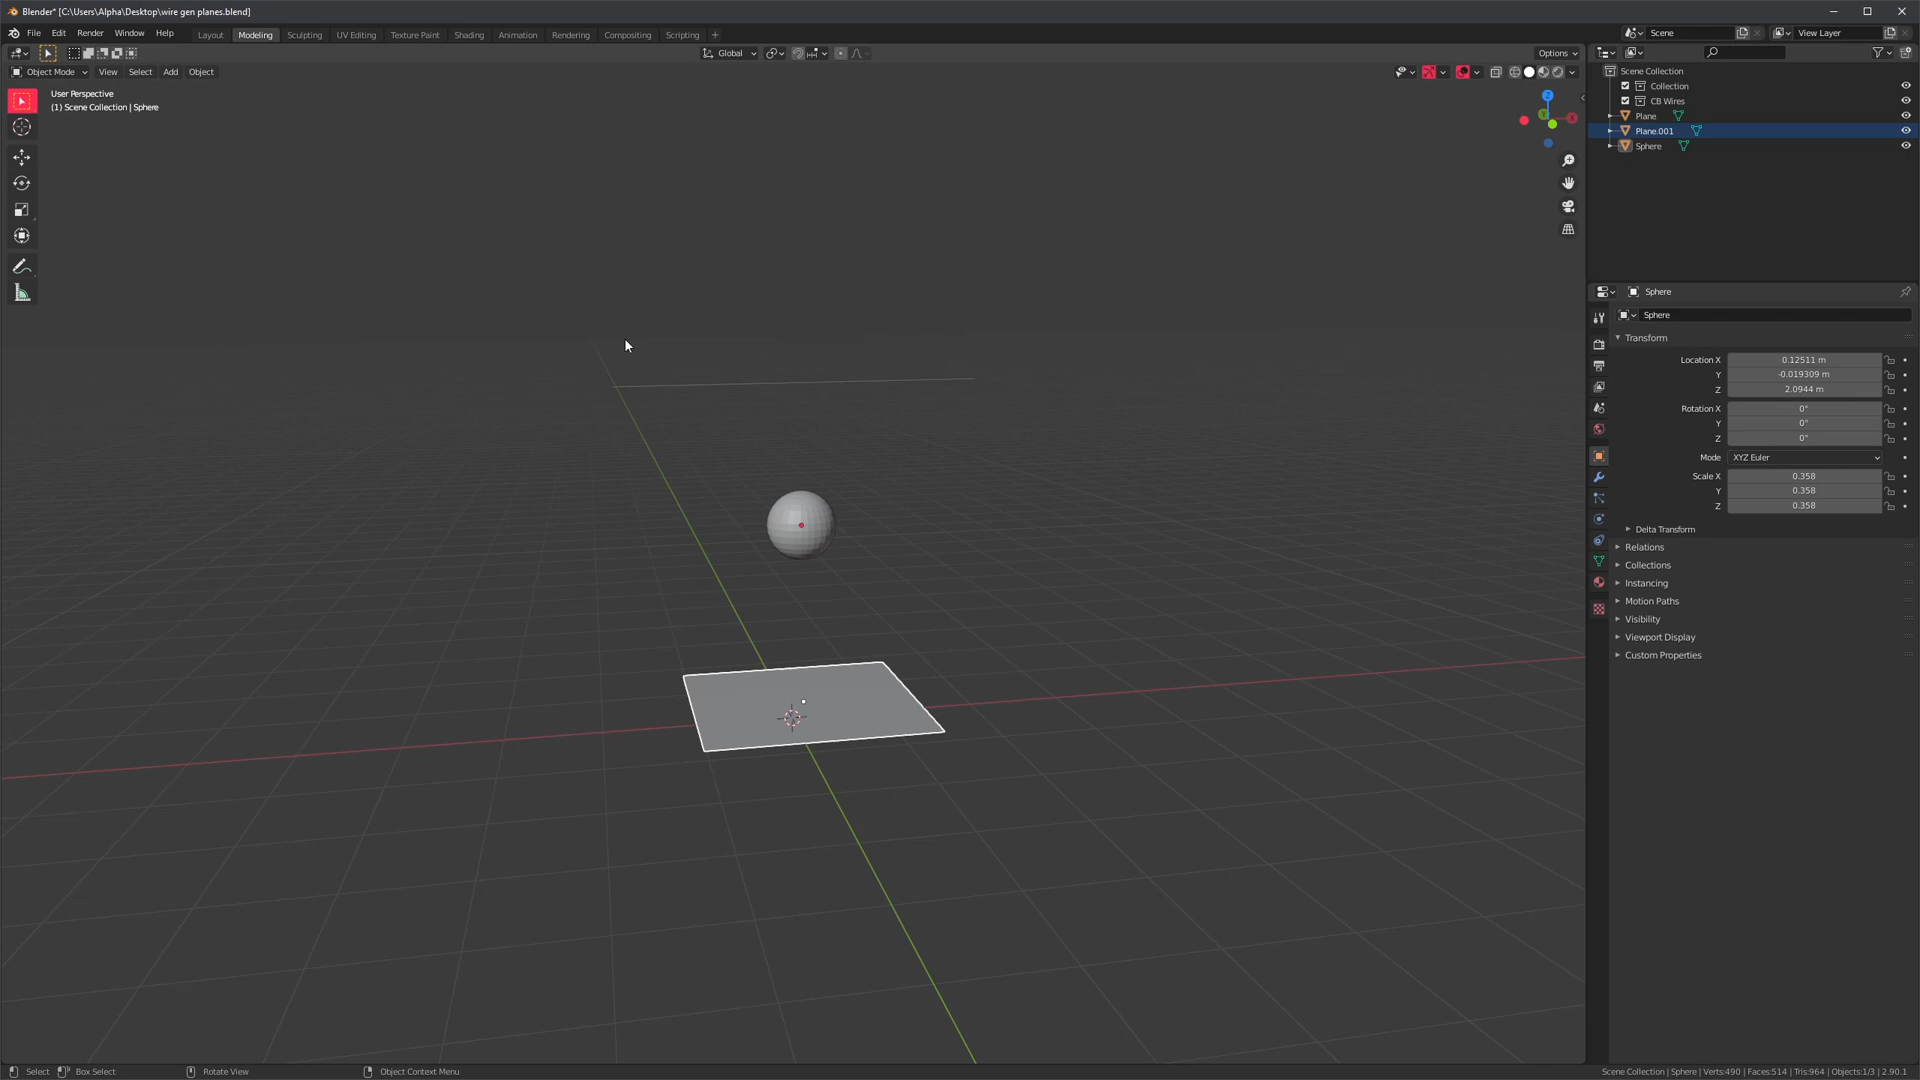 Blender* [C:\Users\Alpha\Desktop\wire gen planes.blend]
File Edit Render Window Help Layout Modeling Sculpting UV Editing Texture Paint Shading Animation Rendering Compositing Scripting + Scene View Layer
Global Options
Object Mode View Select Add Object
User Perspective
(1) Scene Collection | Sphere
Z
Y
X
Scene Collection
Collection
CB Wires
Plane
Plane.001
Sphere
Sphere
Sphere
Transform
Location X 0.12511 m
Y -0.019309 m
Z 2.0944 m
Rotation X 0°
Y 0°
Z 0°
Mode XYZ Euler
Scale X 0.358
Y 0.358
Z 0.358
Delta Transform
Relations
Collections
Instancing
Motion Paths
Visibility
Viewport Display
Custom Properties
Select Box Select Rotate View Object Context Menu Scene Collection | Sphere | Verts:490 | Faces:514 | Tris:964 | Objects:1/3 | 2.90.1